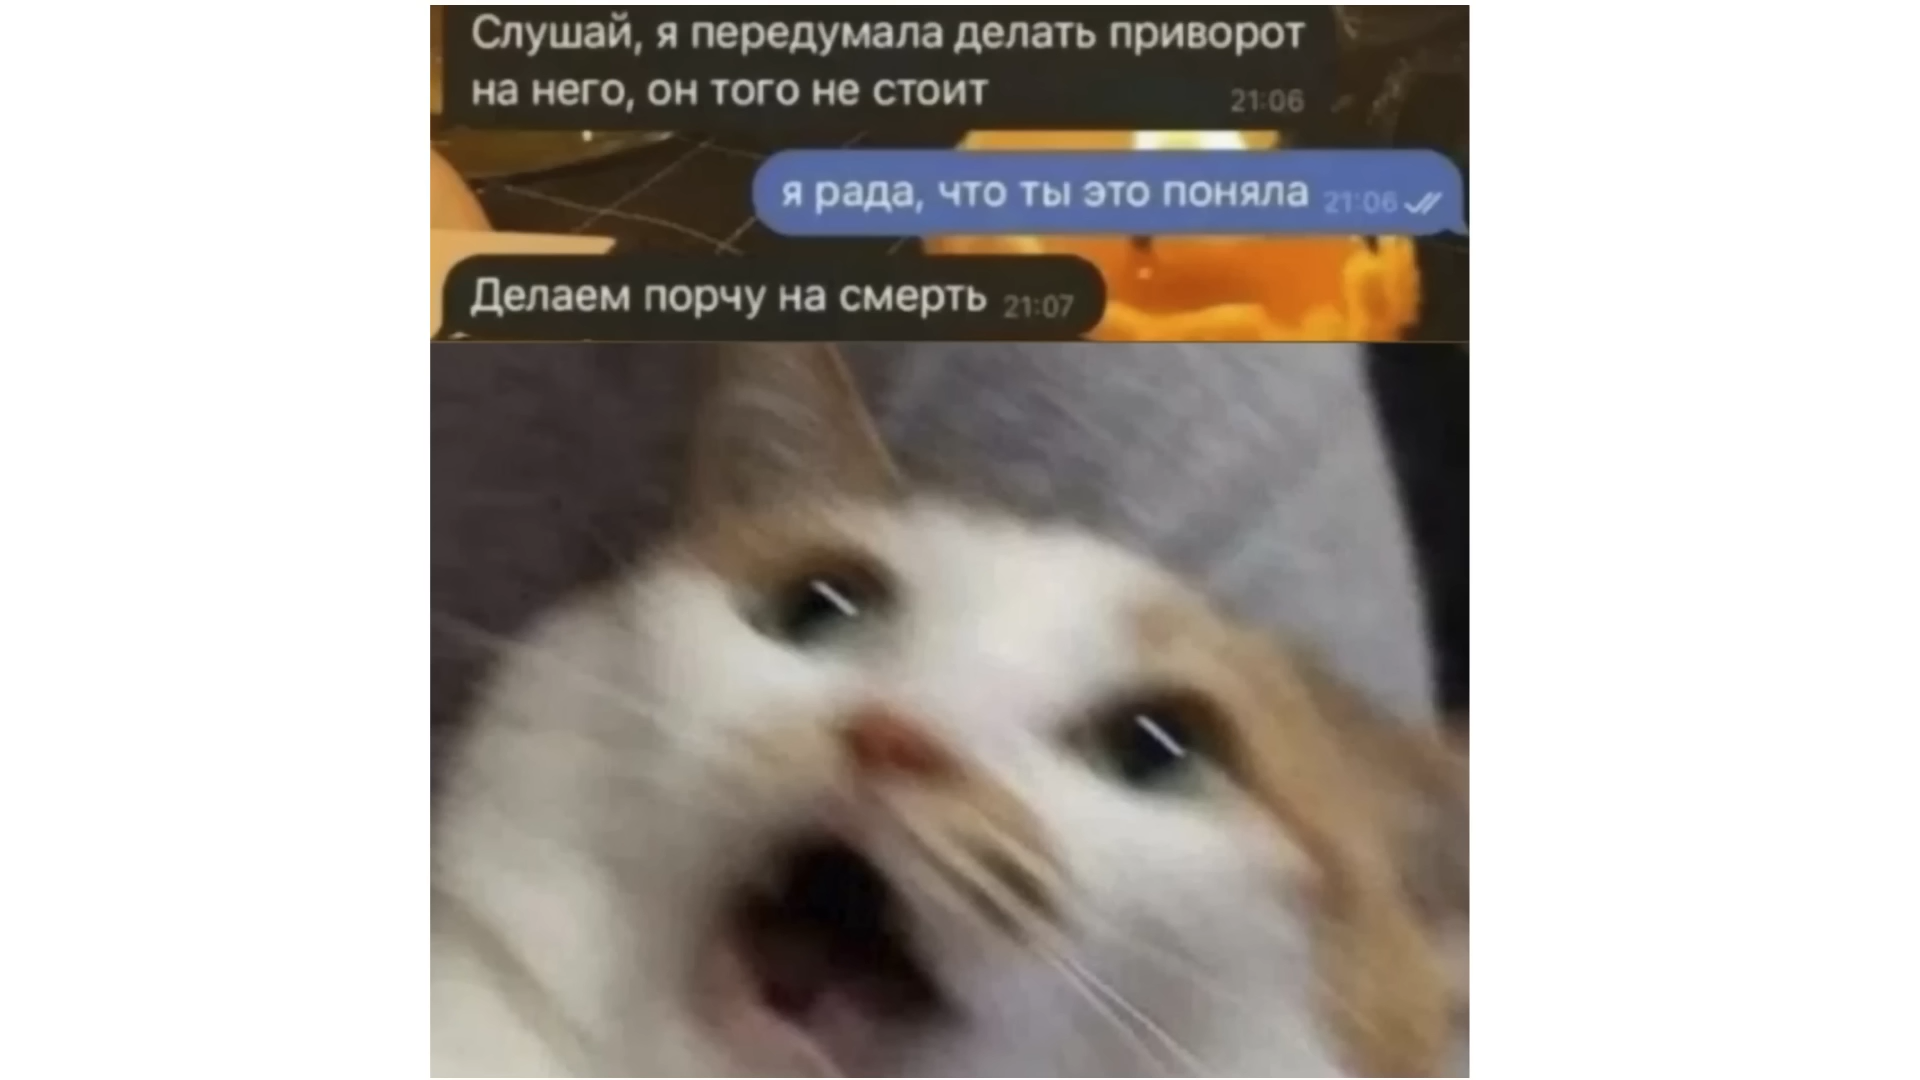 Слушай, я передумала делать приворот
на него, он того не стоит 21:06
я рада, что ты это поняла 21:06
Делаем порчу на смерть 21:07